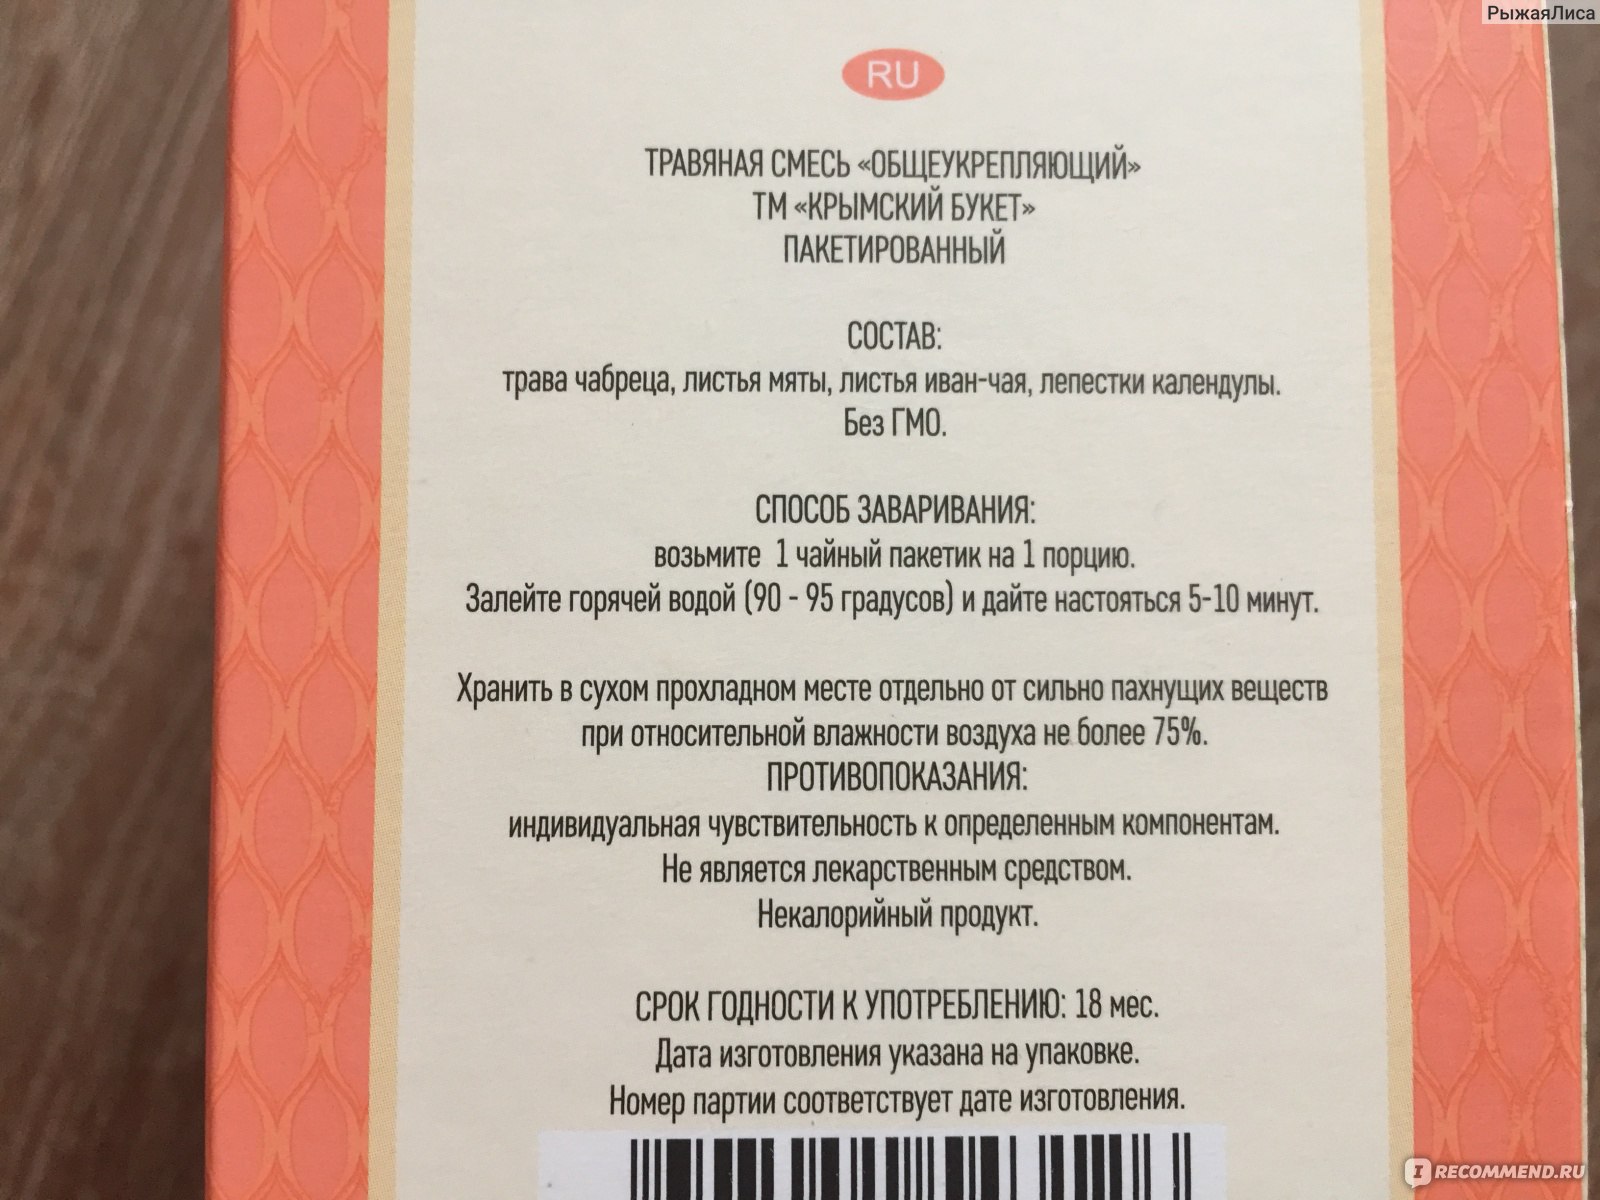 РыжаяЛиса
RU
ТРАВЯНАЯ СМЕСЬ «ОБЩЕУКРЕПЛЯЮЩИЙ»
ТМ «КРЫМСКИЙ БУКЕТ»
ПАКЕТИРОВАННЫЙ
СОСТАВ:
трава чабреца, листья мяты, листья иван-чая, лепестки календулы.
Без ГМО.
СПОСОБ ЗАВАРИВАНИЯ:
возьмите 1 чайный пакетик на 1 порцию.
Залейте горячей водой (90 - 95 градусов) и дайте настояться 5-10 минут.
Хранить в сухом прохладном месте отдельно от сильно пахнущих веществ
при относительной влажности воздуха не более 75%.
ПРОТИВОПОКАЗАНИЯ:
индивидуальная чувствительность к определенным компонентам.
Не является лекарственным средством.
Некалорийный продукт.
СРОК ГОДНОСТИ К УПОТРЕБЛЕНИЮ: 18 мес.
Дата изготовления указана на упаковке.
Номер партии соответствует дате изготовления.
I RECOMMEND.RU